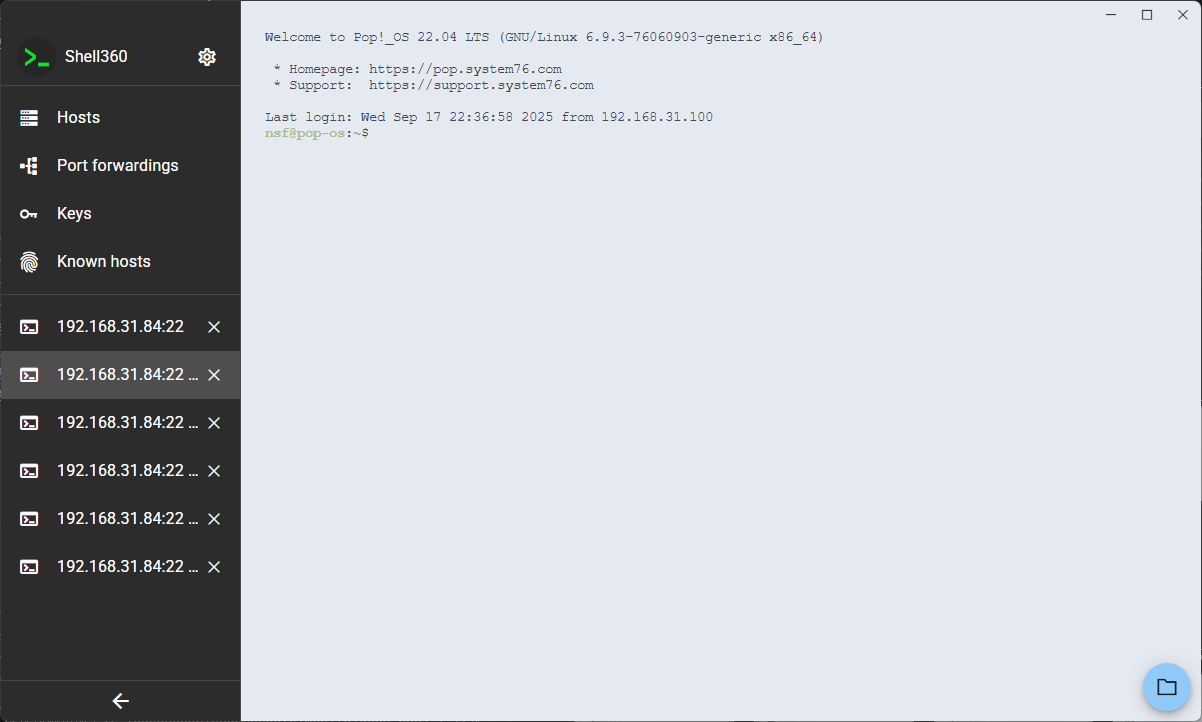 Shell360
Hosts
Port forwardings
Keys
Known hosts
192.168.31.84:22
192.168.31.84:22 ...
192.168.31.84:22 ...
192.168.31.84:22 ...
192.168.31.84:22 ...
192.168.31.84:22 ...
Welcome to Pop!_OS 22.04 LTS (GNU/Linux 6.9.3-76060903-generic x86_64)
* Homepage: https://pop.system76.com
* Support:  https://support.system76.com
Last login: Wed Sep 17 22:36:58 2025 from 192.168.31.100
nsf@pop-os:~$